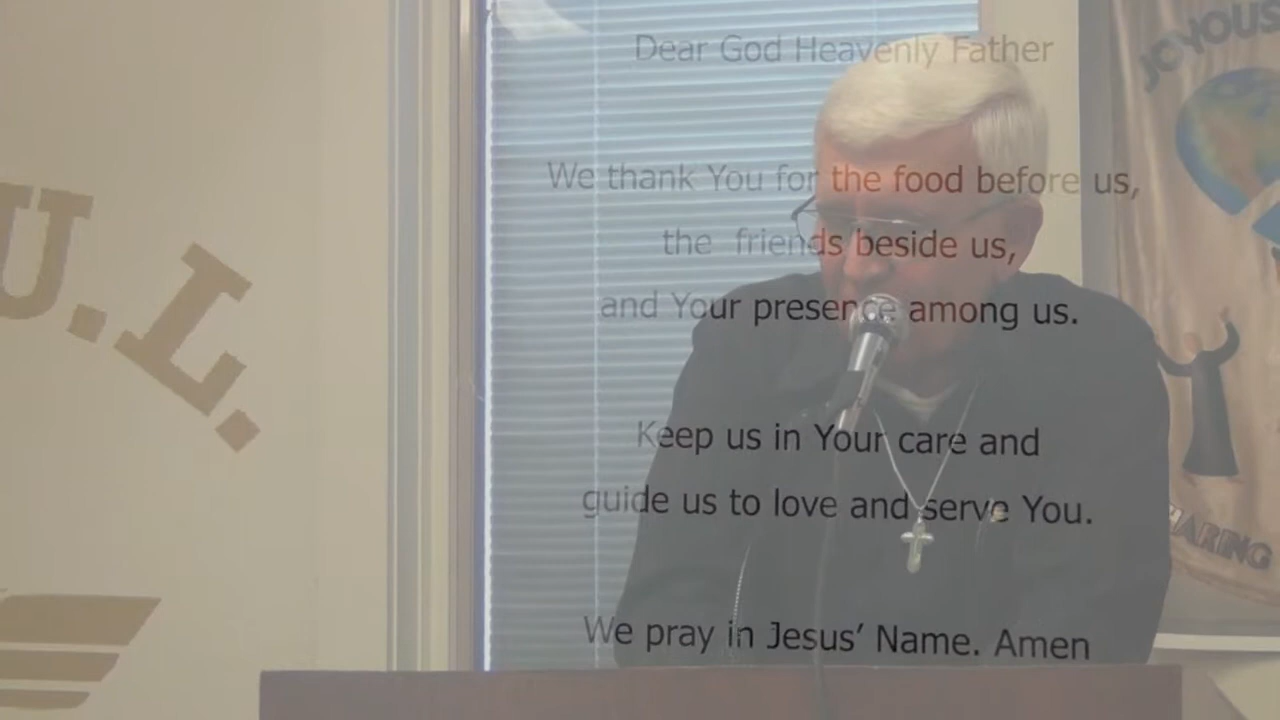 JOYOUS
Dear God Heavenly Father
We thank You for the food before us,
the friends beside us,
and Your presence among us.
U.L.
Keep us in Your care and
guide us to love and serve You.
HARING
We pray in Jesus’ Name. Amen